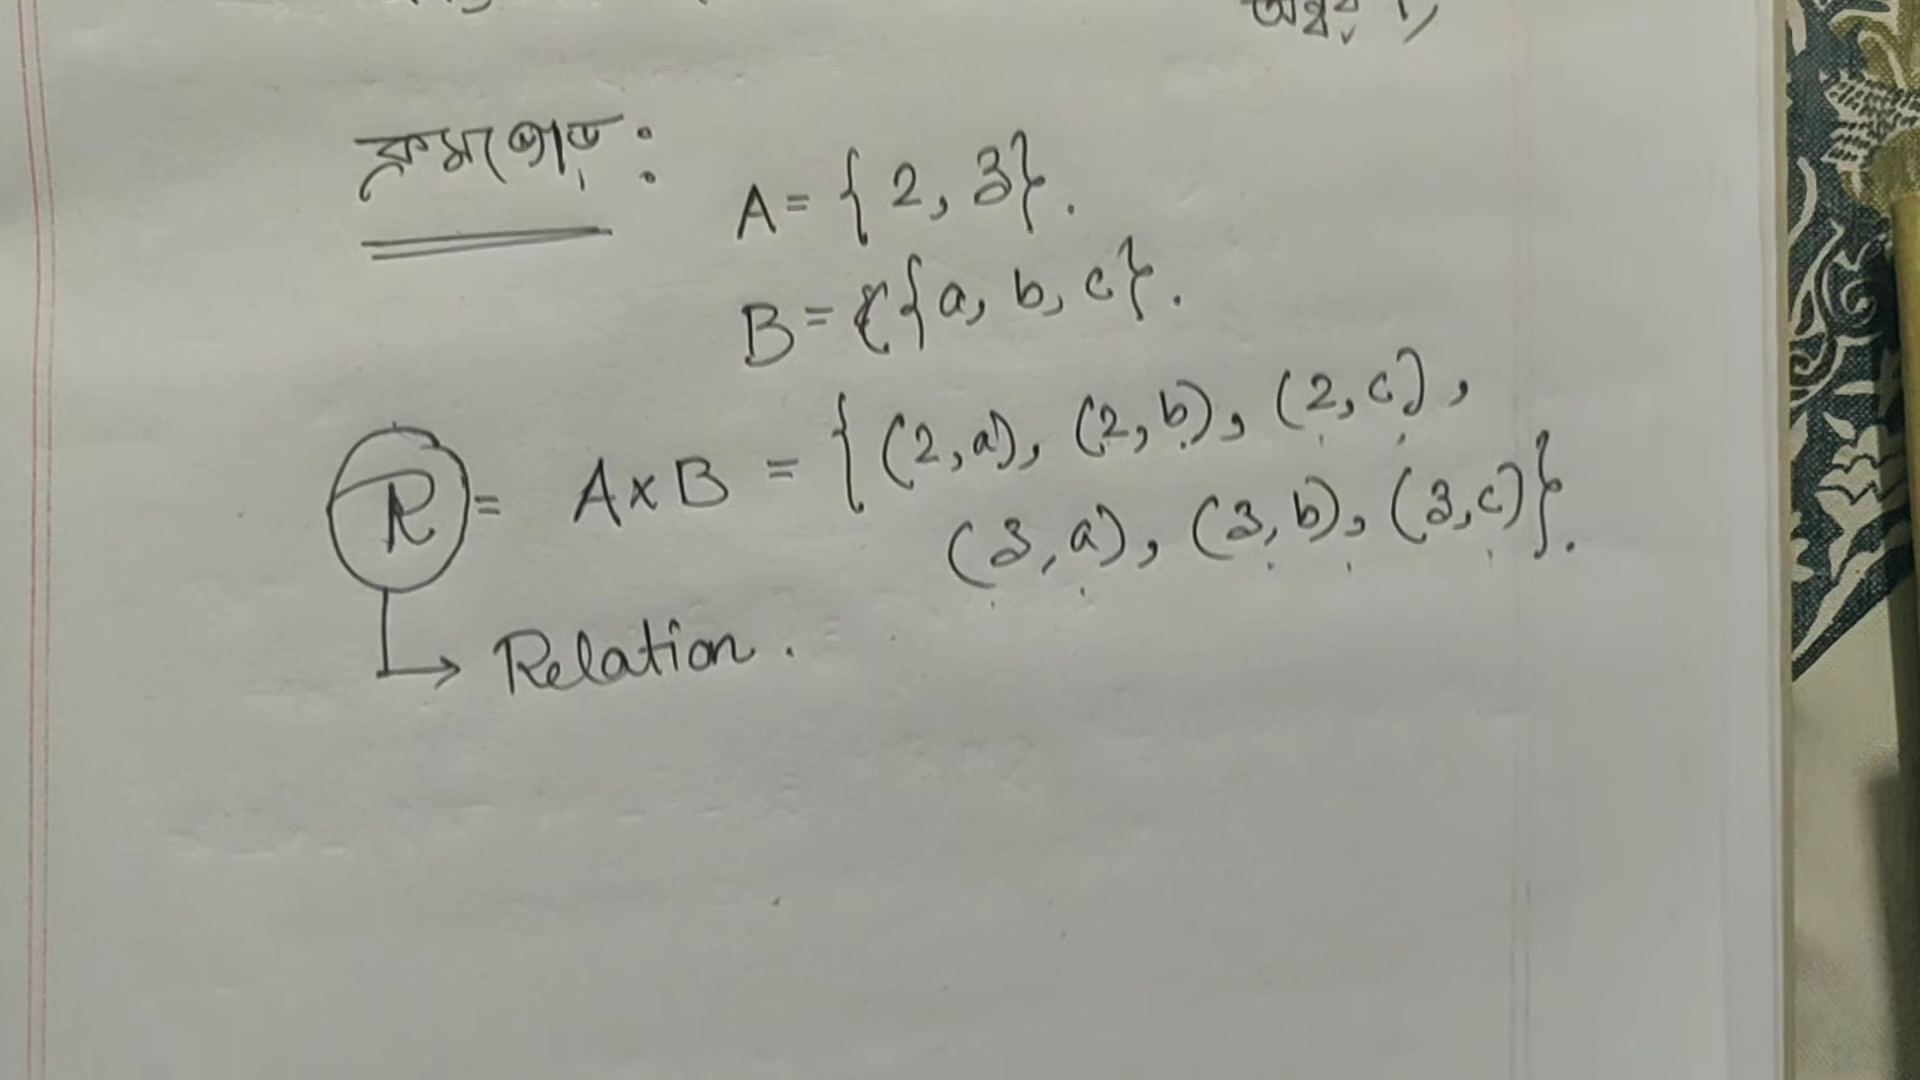 ক্রমজোড় :
A = { 2, 3}.
B = {a, b, c}.
R = A x B = { (2, a), (2, b), (2, c),
(3, a), (3, b), (3, c)}.
Relation.